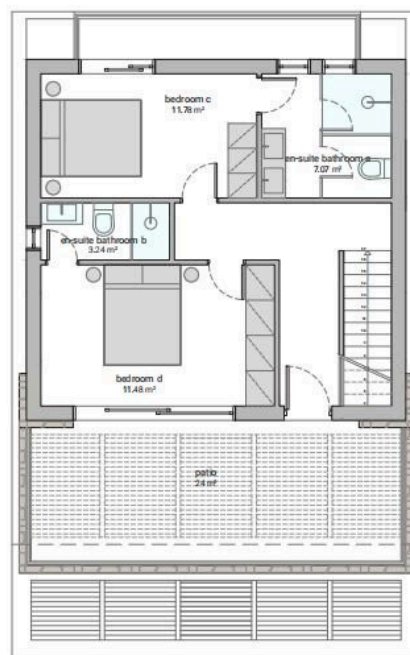 bedroom c
11.78 m²
en-suite bathroom a
7.07 m²
en-suite bathroom b
3.24 m²
bedroom d
11.48 m²
patio
24 m²